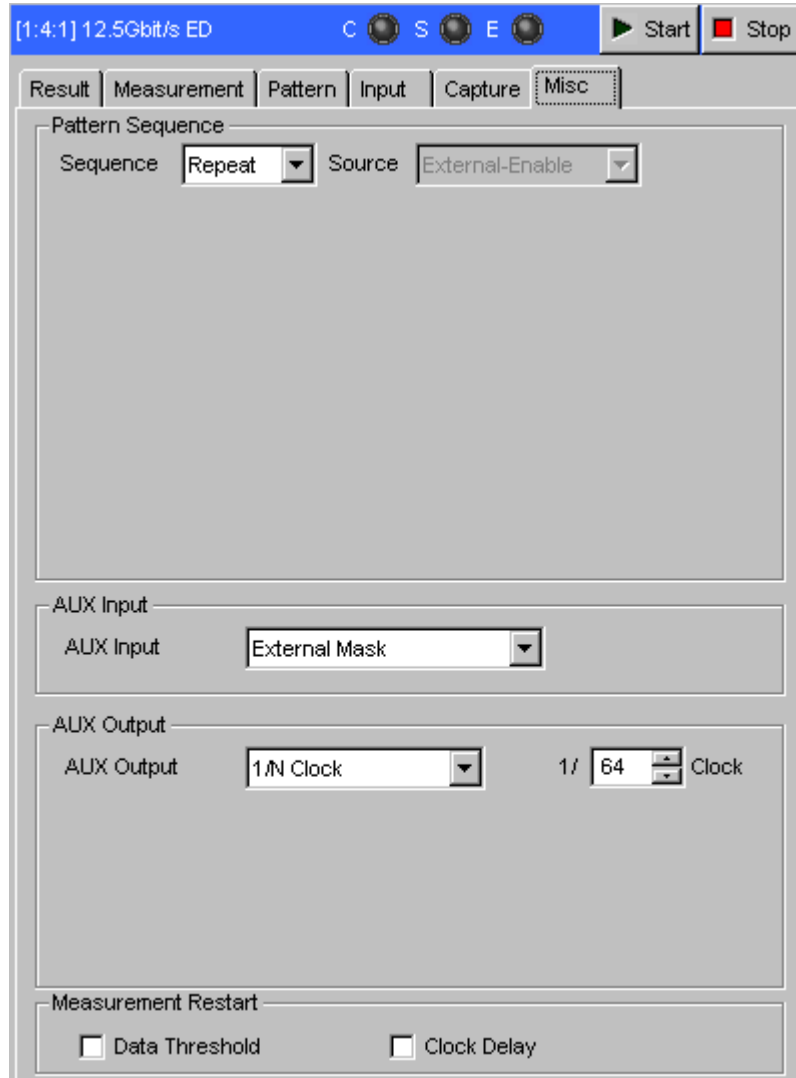 [1:4:1] 12.5Gbit/s ED C S E Start Stop
Result Measurement Pattern Input Capture Misc
Pattern Sequence
Sequence Repeat Source External-Enable
AUX Input
AUX Input External Mask
AUX Output
AUX Output 1/N Clock 1/ 64 Clock
Measurement Restart
Data Threshold Clock Delay